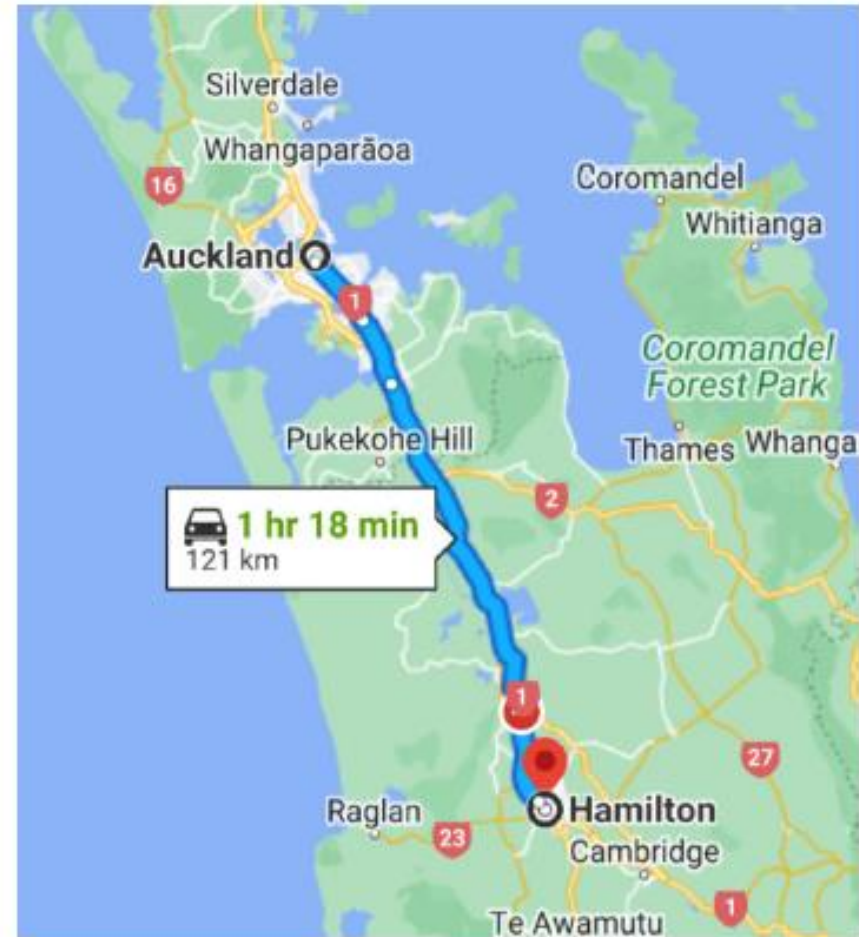 Silverdale
Whangaparāoa
16
Coromandel
Whitianga
Auckland
1
Coromandel
Forest Park
Pukekohe Hill
Thames
Whanga
2
1 hr 18 min
121 km
1
27
Raglan
Hamilton
23
Cambridge
1
Te Awamutu